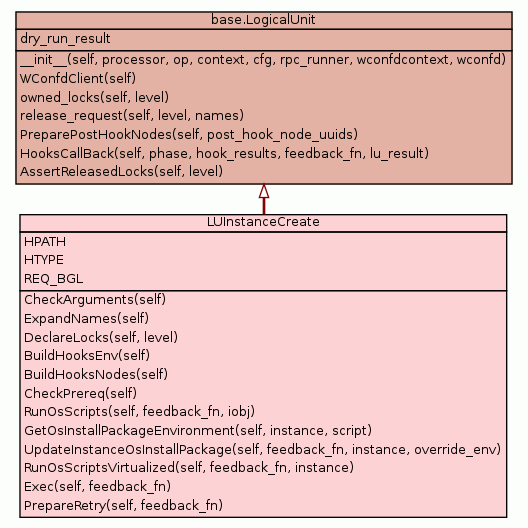 base.LogicalUnit
dry_run_result
__init__(self, processor, op, context, cfg, rpc_runner, wconfdcontext, wconfd)
WConfdClient(self)
owned_locks(self, level)
release_request(self, level, names)
PreparePostHookNodes(self, post_hook_node_uuids)
HooksCallBack(self, phase, hook_results, feedback_fn, lu_result)
AssertReleasedLocks(self, level)
LUInstanceCreate
HPATH
HTYPE
REQ_BGL
CheckArguments(self)
ExpandNames(self)
DeclareLocks(self, level)
BuildHooksEnv(self)
BuildHooksNodes(self)
CheckPrereq(self)
RunOsScripts(self, feedback_fn, iobj)
GetOsInstallPackageEnvironment(self, instance, script)
UpdateInstanceOsInstallPackage(self, feedback_fn, instance, override_env)
RunOsScriptsVirtualized(self, feedback_fn, instance)
Exec(self, feedback_fn)
PrepareRetry(self, feedback_fn)